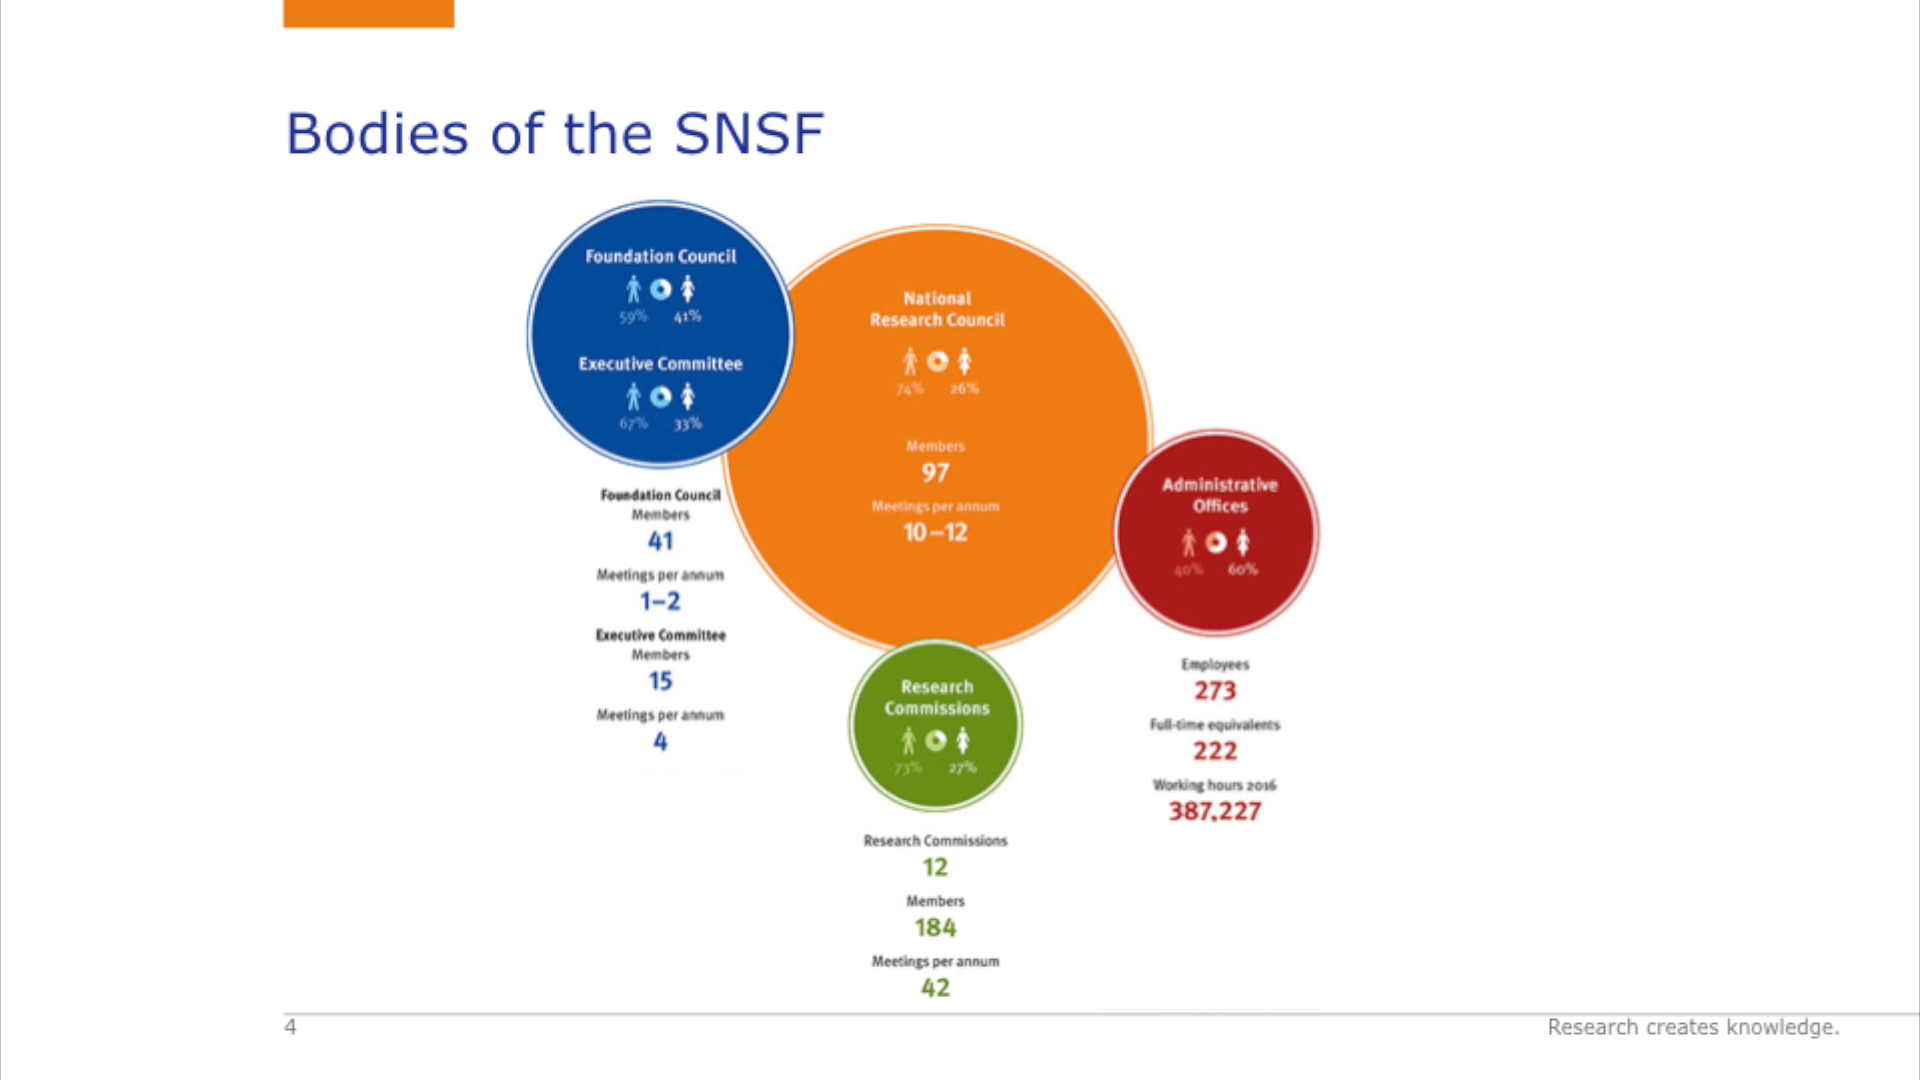 Bodies of the SNSF
Foundation Council
59% 41%
Executive Committee
67% 33%
Foundation Council
Members
41
Meetings per annum
1–2
Executive Committee
Members
15
Meetings per annum
4
National
Research Council
74% 26%
Members
97
Meetings per annum
10–12
Research
Commissions
73% 27%
Research Commissions
12
Members
184
Meetings per annum
42
Administrative
Offices
40% 60%
Employees
273
Full-time equivalents
222
Working hours 2016
387,227
4
Research creates knowledge.